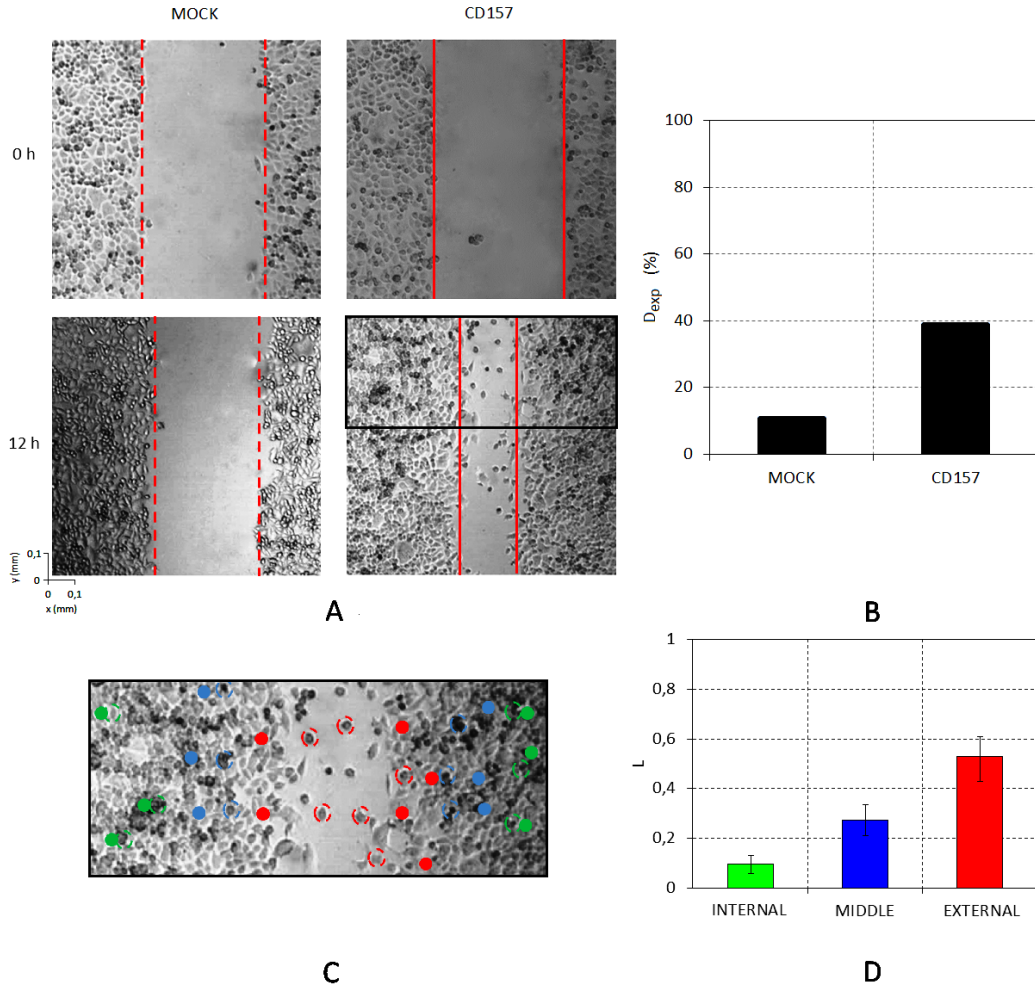 MOCK
CD157
0 h
12 h
y (mm)
0,1
0
0
0,1
x (mm)
A
D exp (%)
100
80
60
40
20
0
MOCK
CD157
B
C
L
1
0,8
0,6
0,4
0,2
0
INTERNAL
MIDDLE
EXTERNAL
D